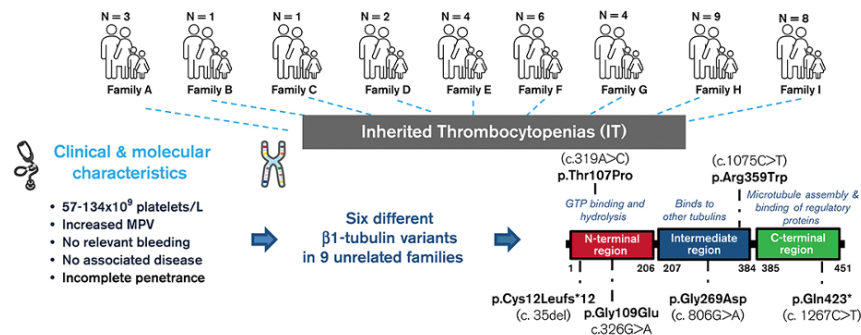 N = 3 N = 1 N = 1 N = 2 N = 4 N = 6 N = 4 N = 9 N = 8
Family A Family B Family C Family D Family E Family F Family G Family H Family I
Inherited Thrombocytopenias (IT)
Clinical & molecular
characteristics
• 57-134x10⁹ platelets/L
• Increased MPV
• No relevant bleeding
• No associated disease
• Incomplete penetrance
Six different
β1-tubulin variants
in 9 unrelated families
(c.319A>C)
p.Thr107Pro
(c.1075C>T)
p.Arg359Trp
GTP binding and
hydrolysis
Binds to
other tubulins
Microtubule assembly &
binding of regulatory
proteins
N-terminal
region
Intermediate
region
C-terminal
region
1 206 207 384 385 451
p.Cys12Leufs*12
(c. 35del)
p.Gly109Glu
c.326G>A
p.Gly269Asp
(c. 806G>A)
p.Gln423*
(c. 1267C>T)